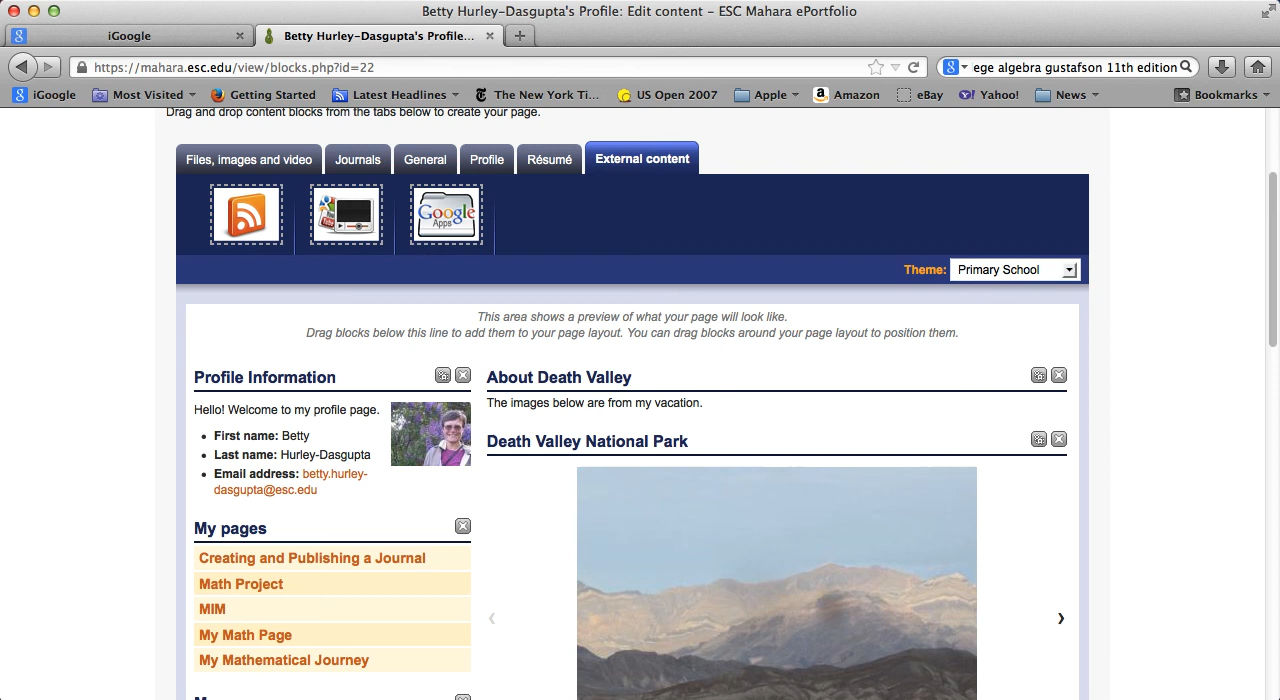 Betty Hurley-Dasgupta's Profile: Edit content – ESC Mahara ePortfolio
iGoogle
Betty Hurley-Dasgupta's Profile...
https://mahara.esc.edu/view/blocks.php?id=22
ege algebra gustafson 11th edition
iGoogle Most Visited Getting Started Latest Headlines The New York Ti... US Open 2007 Apple Amazon eBay Yahoo! News Bookmarks
Drag and drop content blocks from the tabs below to create your page.
Files, images and video Journals General Profile Résumé External content
Google
Apps
Theme: Primary School
This area shows a preview of what your page will look like.
Drag blocks below this line to add them to your page layout. You can drag blocks around your page layout to position them.
Profile Information
Hello! Welcome to my profile page.
• First name: Betty
• Last name: Hurley-Dasgupta
• Email address: betty.hurley-
dasgupta@esc.edu
My pages
Creating and Publishing a Journal
Math Project
MIM
My Math Page
My Mathematical Journey
About Death Valley
The images below are from my vacation.
Death Valley National Park